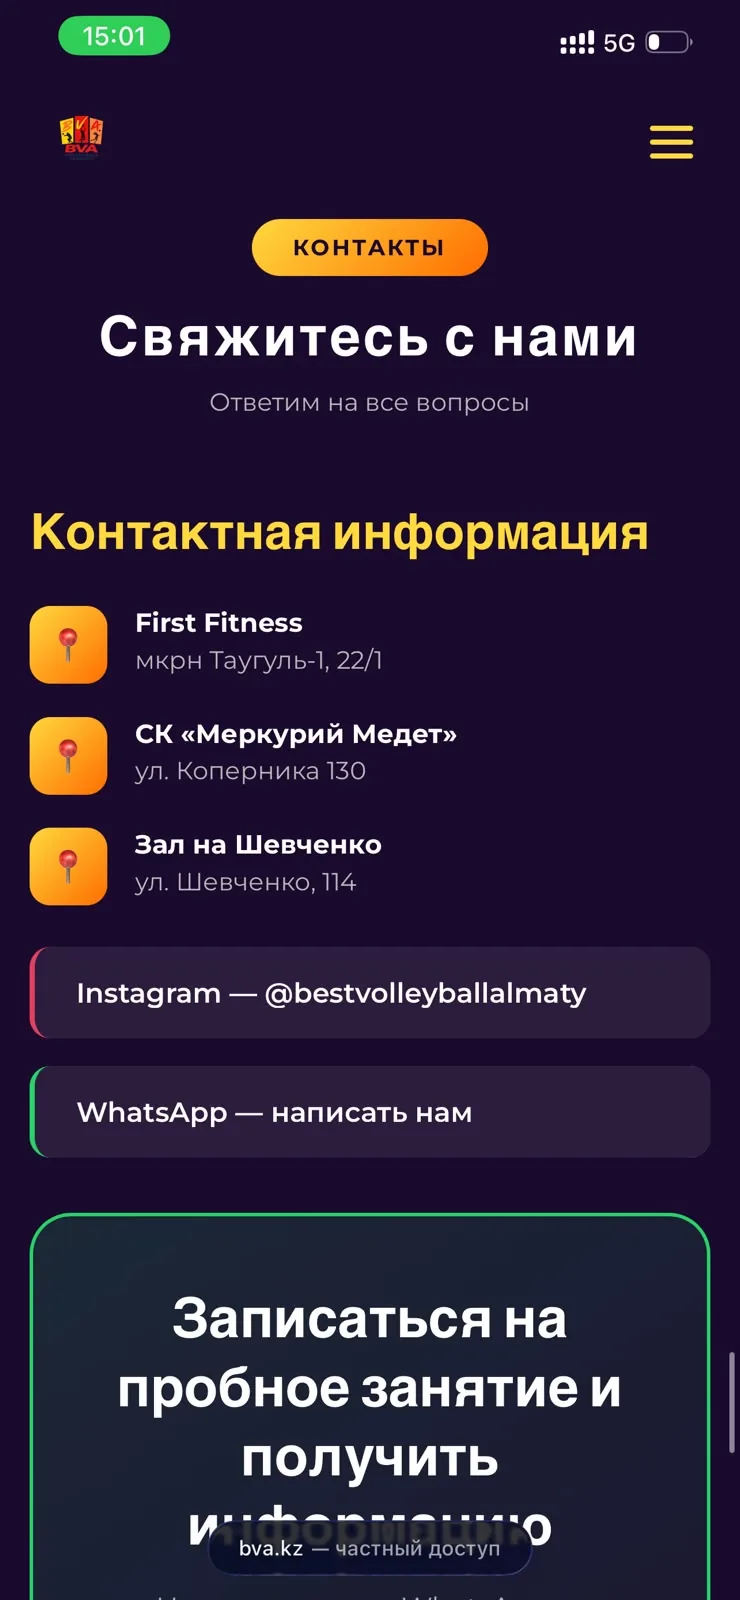 15:01
5G
BVA
КОНТАКТЫ
Свяжитесь с нами
Ответим на все вопросы
Контактная информация
First Fitness
мкрн Таугуль-1, 22/1
СК «Меркурий Медет»
ул. Коперника 130
Зал на Шевченко
ул. Шевченко, 114
Instagram — @bestvolleyballalmaty
WhatsApp — написать нам
Записаться на
пробное занятие и
получить
информацию
bva.kz — частный доступ